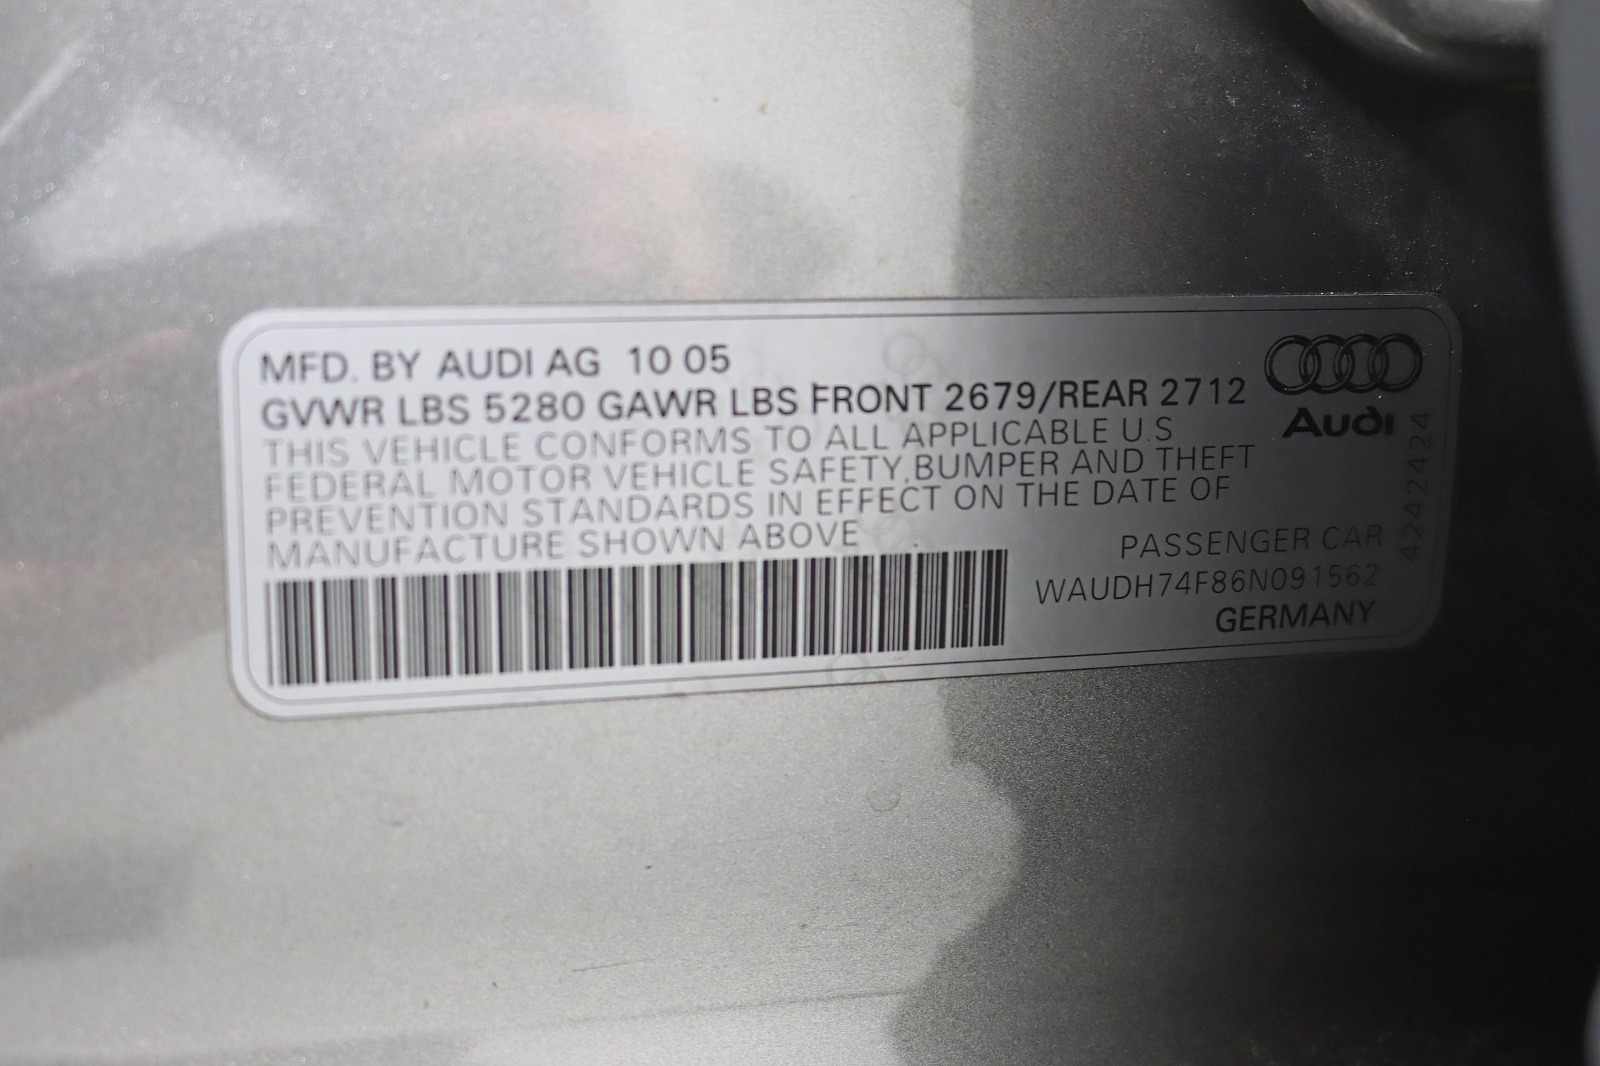 MFD. BY AUDI AG 10 05
GVWR LBS 5280 GAWR LBS FRONT 2679/REAR 2712
THIS VEHICLE CONFORMS TO ALL APPLICABLE U.S
FEDERAL MOTOR VEHICLE SAFETY,BUMPER AND THEFT
PREVENTION STANDARDS IN EFFECT ON THE DATE OF
MANUFACTURE SHOWN ABOVE
Audi
42424424
PASSENGER CAR
WAUDH74F86N091562
GERMANY